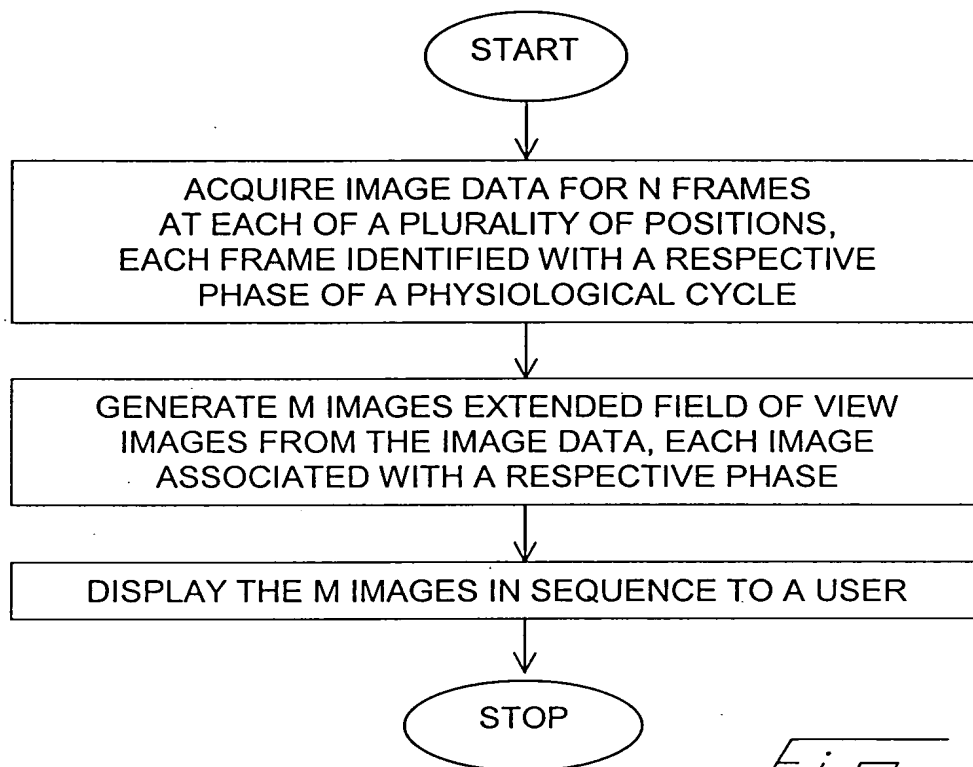 START
ACQUIRE IMAGE DATA FOR N FRAMES
AT EACH OF A PLURALITY OF POSITIONS,
EACH FRAME IDENTIFIED WITH A RESPECTIVE
PHASE OF A PHYSIOLOGICAL CYCLE
GENERATE M IMAGES EXTENDED FIELD OF VIEW
IMAGES FROM THE IMAGE DATA, EACH IMAGE
ASSOCIATED WITH A RESPECTIVE PHASE
DISPLAY THE M IMAGES IN SEQUENCE TO A USER
STOP